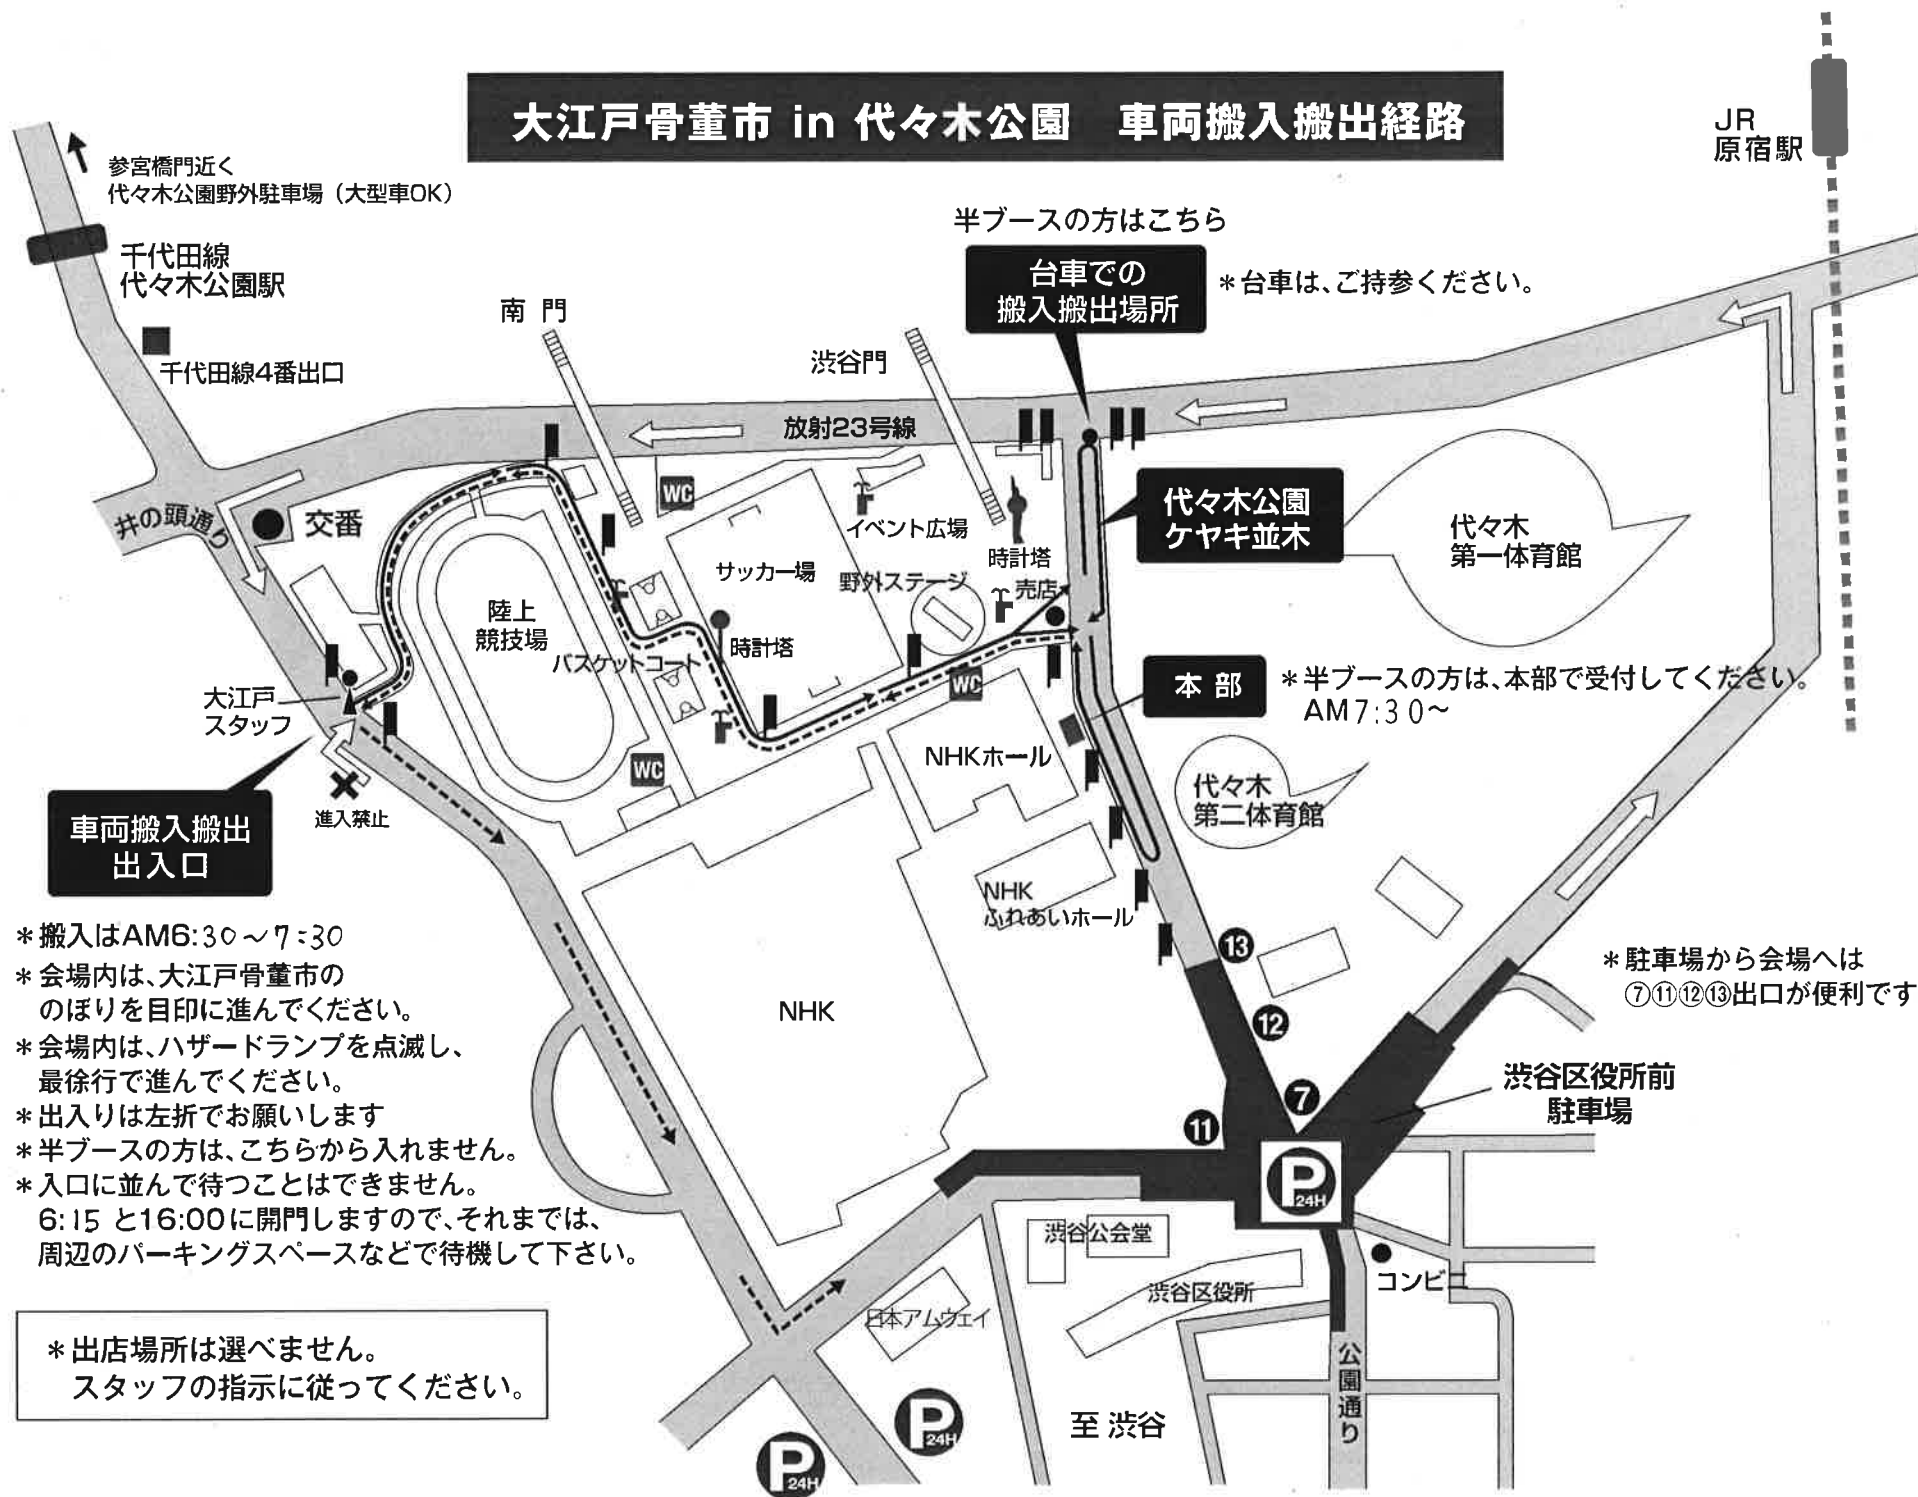 大江戸骨董市 in 代々木公園　車両搬入搬出経路
JR
原宿駅
参宮橋門近く
代々木公園野外駐車場（大型車OK）
千代田線
代々木公園駅
千代田線4番出口
半ブースの方はこちら
台車での
搬入搬出場所
＊台車は、ご持参ください。
南 門
渋谷門
放射23号線
井の頭通り
交番
WC
イベント広場
時計塔
代々木公園
ケヤキ並木
代々木
第一体育館
サッカー場
野外ステージ
売店
陸上
競技場
バスケットコート
時計塔
WC
WC
大江戸
スタッフ
進入禁止
車両搬入搬出
出入口
本 部
＊半ブースの方は、本部で受付してください。
AM7:30～
NHKホール
代々木
第二体育館
NHK
ふれあいホール
NHK
＊搬入はAM6:30～7:30
＊会場内は、大江戸骨董市の
のぼりを目印に進んでください。
＊会場内は、ハザードランプを点滅し、
最徐行で進んでください。
＊出入りは左折でお願いします
＊半ブースの方は、こちらから入れません。
＊入口に並んで待つことはできません。
6:15 と16:00に開門しますので、それまでは、
周辺のパーキングスペースなどで待機して下さい。
＊出店場所は選べません。
スタッフの指示に従ってください。
⓭
⓬
❼
⓫
＊駐車場から会場へは
⑦⑪⑫⑬出口が便利です
渋谷区役所前
駐車場
P
24H
渋谷公会堂
渋谷区役所
コンビニ
日本アムウェイ
公園通り
至 渋谷
P
24H
P
24H